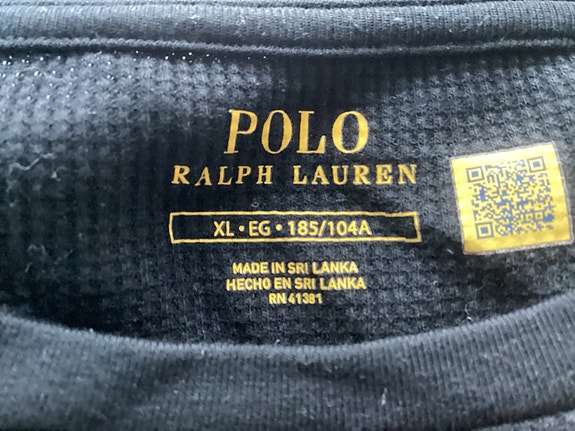 POLO
RALPH LAUREN
XL • EG • 185/104A
MADE IN SRI LANKA
HECHO EN SRI LANKA
RN 41381